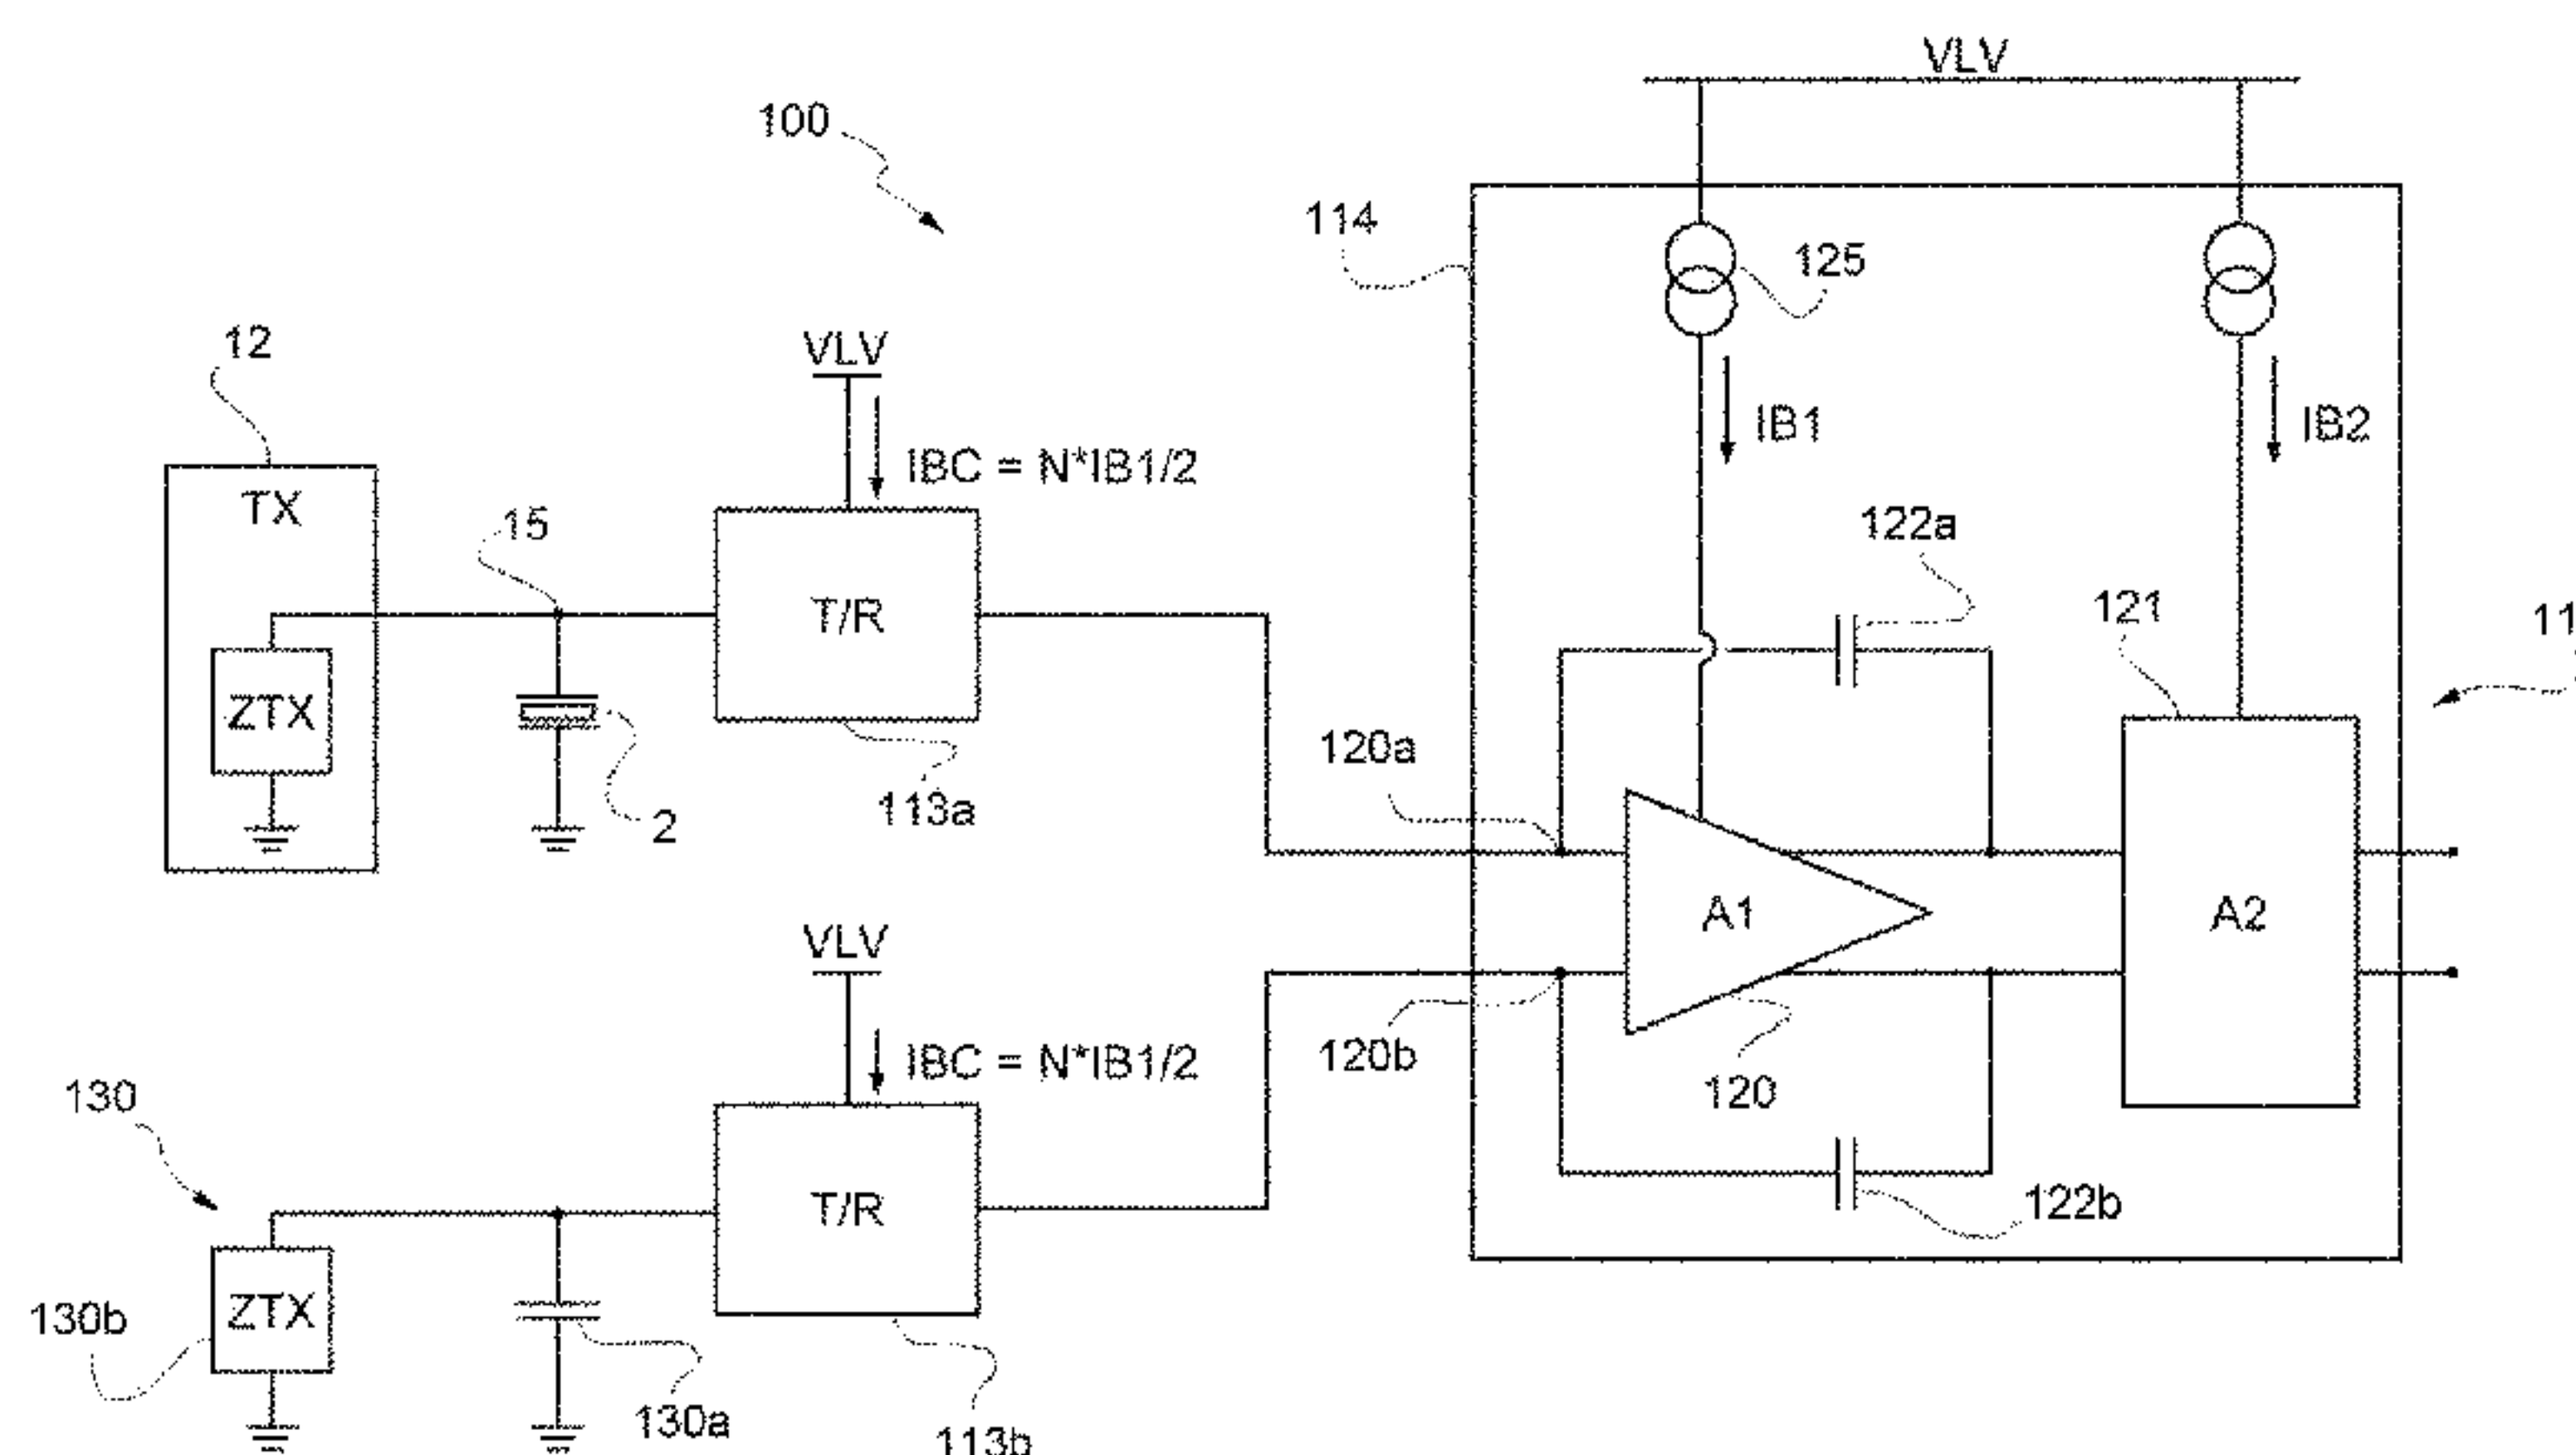 VLV
100
114
125
12
VLV
IB1
IB2
IBC = N*IB1/2
TX
15
122a
T/R
121
ZTX
120a
113a
2
A1
A2
VLV
120b
IBC = N*IB1/2
120
130
122b
T/R
130b
ZTX
130a
113b